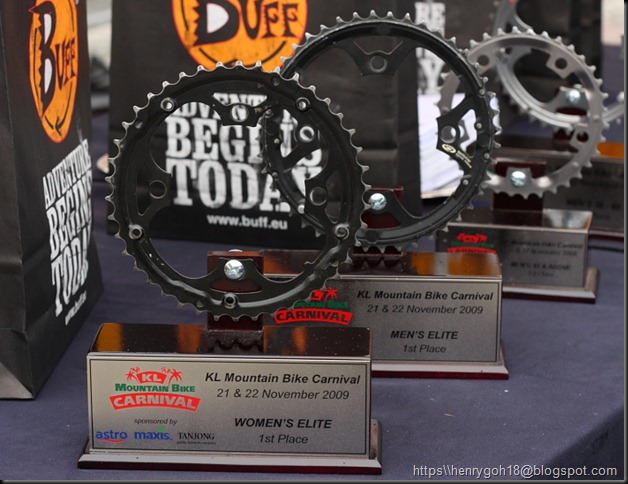 BUFF
ADVENTURE
BEGINS
TODAY
BUFF
ADVENTURE
BEGINS
TODAY
www.buff.eu
KL
MOUNTAIN BIKE
CARNIVAL
sponsored by
astro maxis TANJONG
KL Mountain Bike Carnival
21 & 22 November 2009
WOMEN'S ELITE
1st Place
CARNIVAL
KL Mountain Bike Carnival
21 & 22 November 2009
MEN'S ELITE
1st Place
https\\henrygoh18@blogspot.com